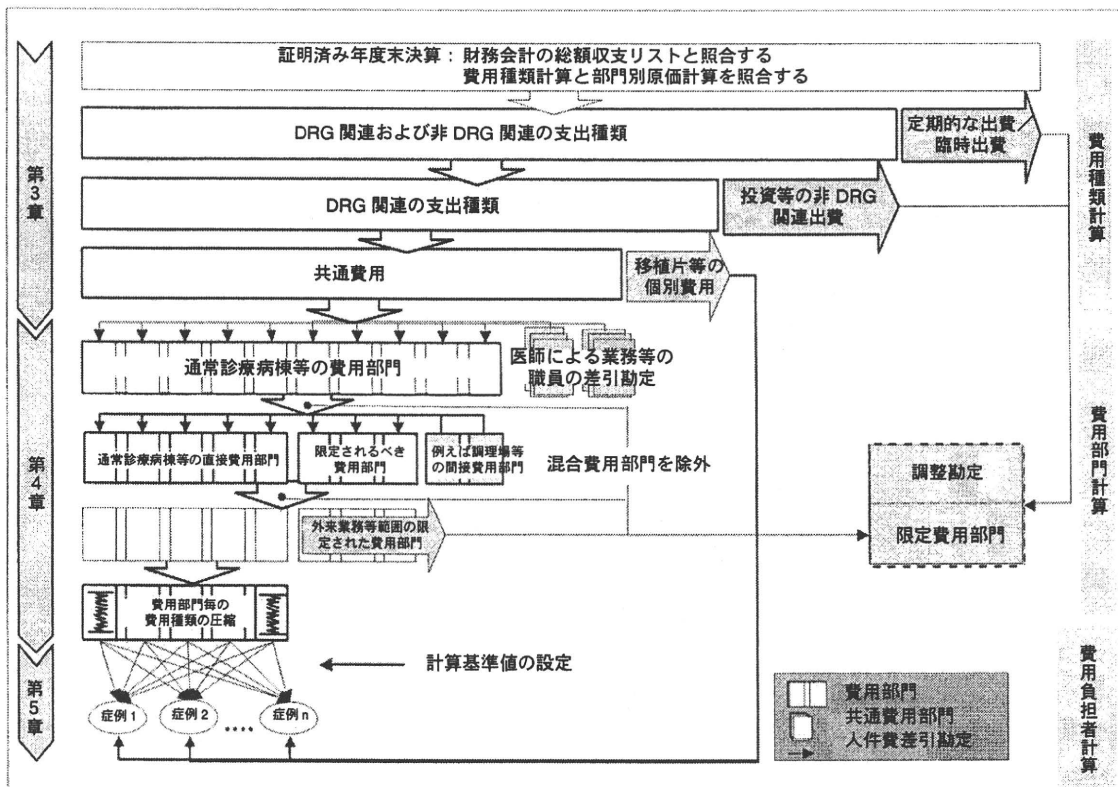 証明済み年度末決算：財務会計の総額収支リストと照合する
費用種類計算と部門別原価計算を照合する
DRG 関連および非 DRG 関連の支出種類
定期的な出費
臨時出費
DRG 関連の支出種類
投資等の非 DRG
関連出費
共通費用
移植片等の
個別費用
第3章
費用種類計算
通常診療病棟等の費用部門
医師による業務等の
職員の差引勘定
通常診療病棟等の直接費用部門
限定されるべき
費用部門
例えば調理場等
の間接費用部門
混合費用部門を除外
外来業務等範囲の限
定された費用部門
調整勘定
限定費用部門
第4章
費用部門計算
費用部門毎の
費用種類の圧縮
計算基準値の設定
症例 1
症例 2
‥‥
症例 n
第5章
費用負担者計算
費用部門
共通費用部門
人件費差引勘定